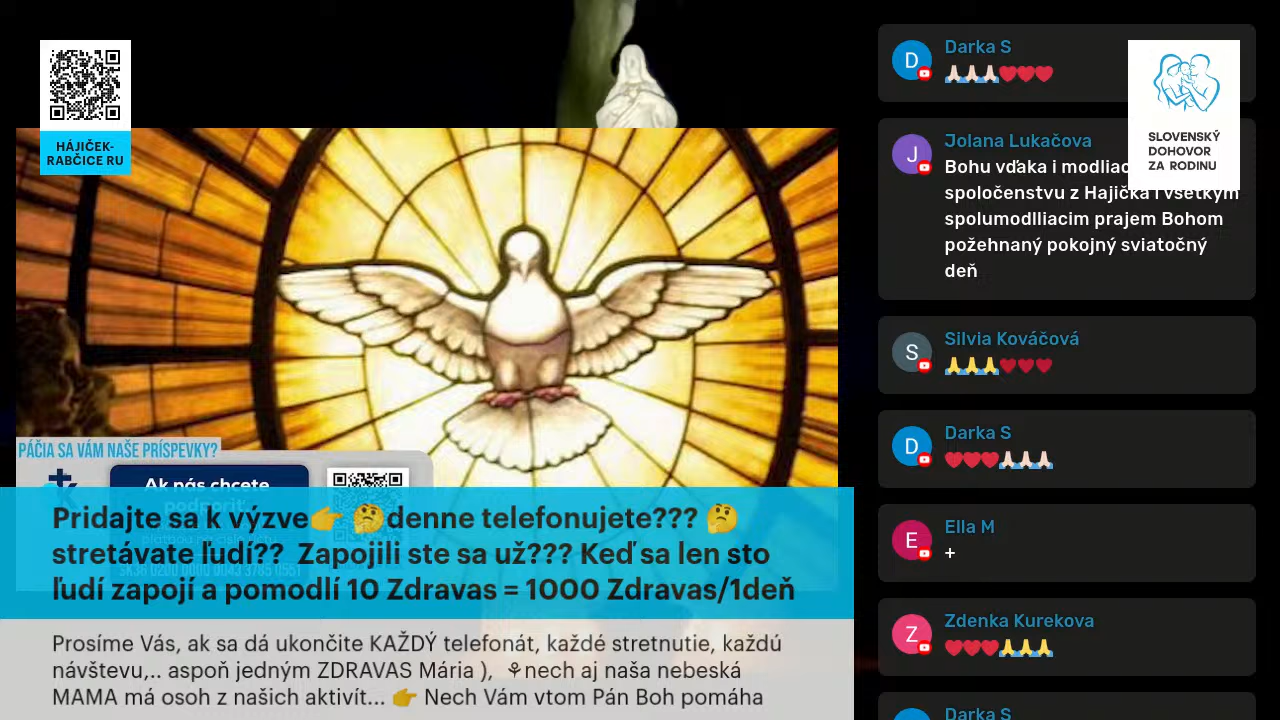 HÁJIČEK-
RABČICE RU
PÁČIA SA VÁM NAŠE PRÍSPEVKY?
Ak nás chcete
podporiť,
Pridajte sa k výzve👉 🤔denne telefonujete??? 🤔
stretávate ľudí?? Zapojili ste sa už??? Keď sa len sto
ľudí zapojí a pomodlí 10 Zdravas = 1000 Zdravas/1deň
Prosíme Vás, ak sa dá ukončite KAŽDÝ telefonát, každé stretnutie, každú
návštevu,.. aspoň jedným ZDRAVAS Mária ), ⚘nech aj naša nebeská
MAMA má osoh z našich aktivít... 👉 Nech Vám vtom Pán Boh pomáha
D
Darka S
🙏🏻🙏🏻🙏🏻❤️❤️❤️
SLOVENSKÝ
DOHOVOR
ZA RODINU
J
Jolana Lukačova
Bohu vďaka i
spoločenstvu z Hajička i všetkým
spolumodlliacim prajem Bohom
požehnaný pokojný sviatočný
deň
S
Silvia Kováčová
🙏🙏🙏♥️♥️♥️
D
Darka S
❤️❤️❤️🙏🏻🙏🏻🙏🏻
E
Ella M
+
Z
Zdenka Kurekova
❤️❤️❤️🙏🙏🙏
Darka S